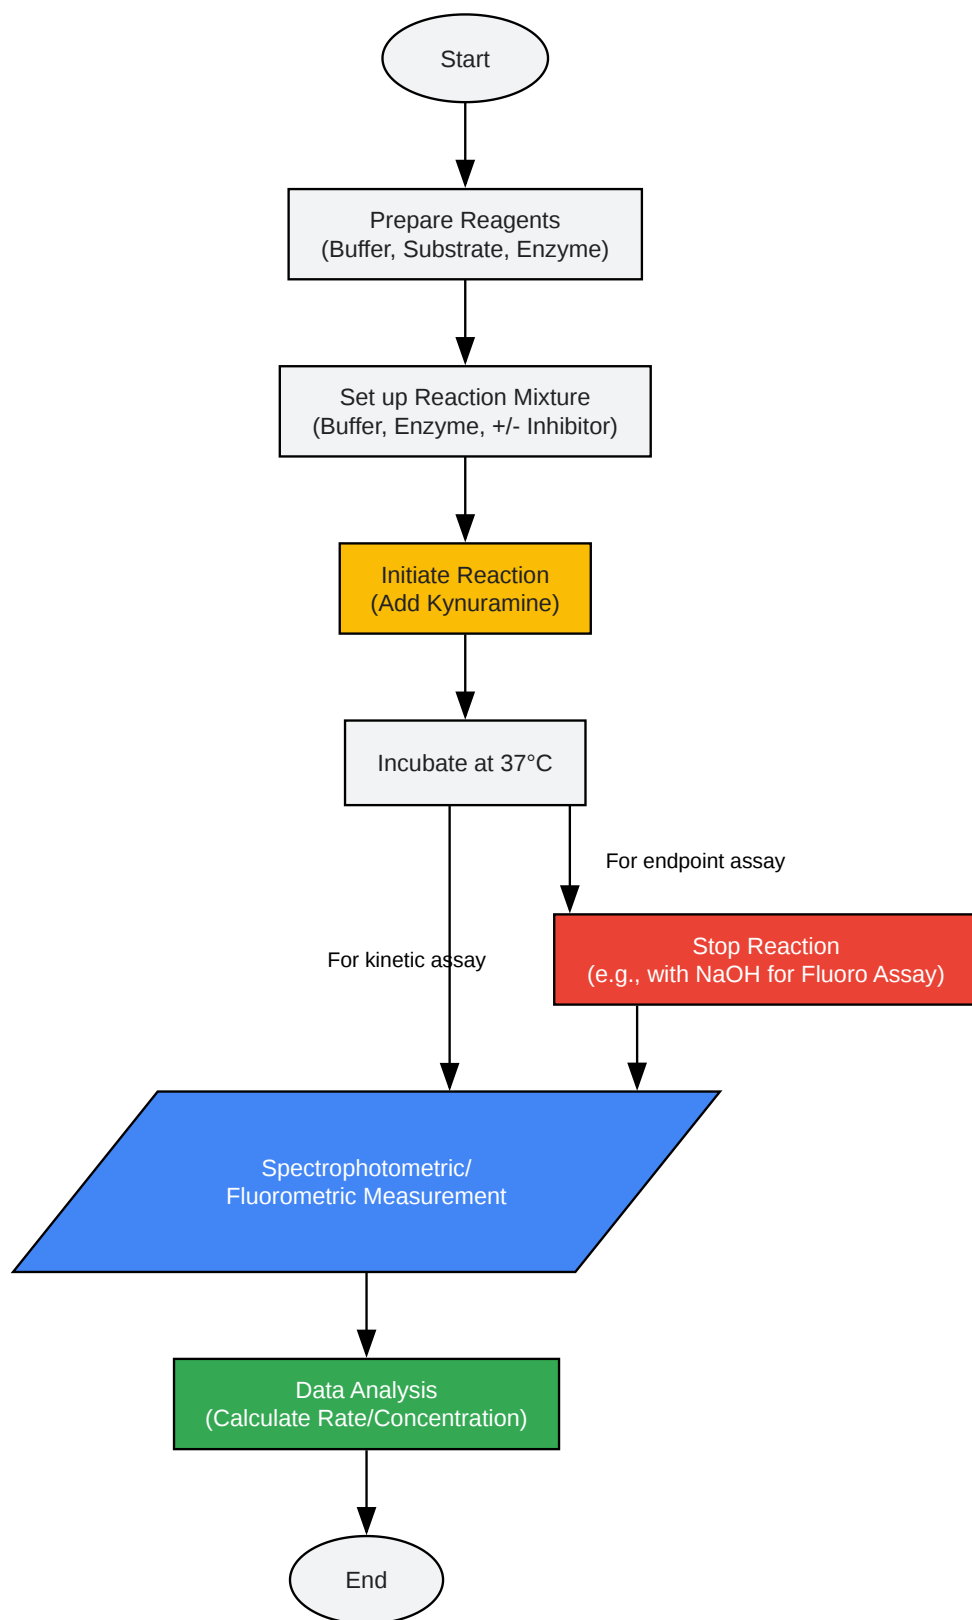 Start
Prepare Reagents
(Buffer, Substrate, Enzyme)
Set up Reaction Mixture
(Buffer, Enzyme, +/- Inhibitor)
Initiate Reaction
(Add Kynuramine)
Incubate at 37°C
For endpoint assay
Stop Reaction
(e.g., with NaOH for Fluoro Assay)
For kinetic assay
Spectrophotometric/
Fluorometric Measurement
Data Analysis
(Calculate Rate/Concentration)
End